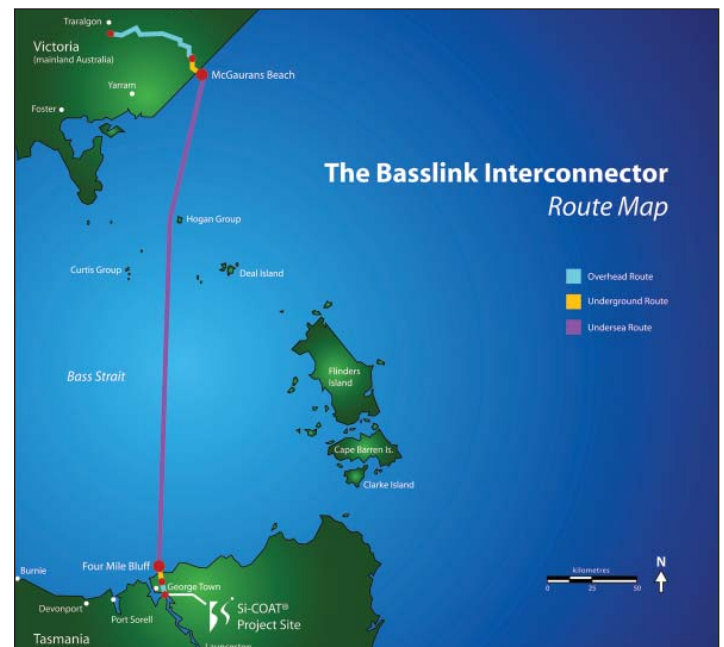 Traralgon
Victoria
(mainland Australia)
McGaurans Beach
Yarram
Foster
The Basslink Interconnector
Route Map
Hogan Group
Curtis Group
Deal Island
Overhead Route
Underground Route
Undersea Route
Bass Strait
Flinders
Island
Cape Barren Is.
Clarke Island
Four Mile Bluff
Burnie
George Town
kilometres
0 25 50
N
Devonport
Port Sorell
Si-COAT®
Project Site
Tasmania
Launceston